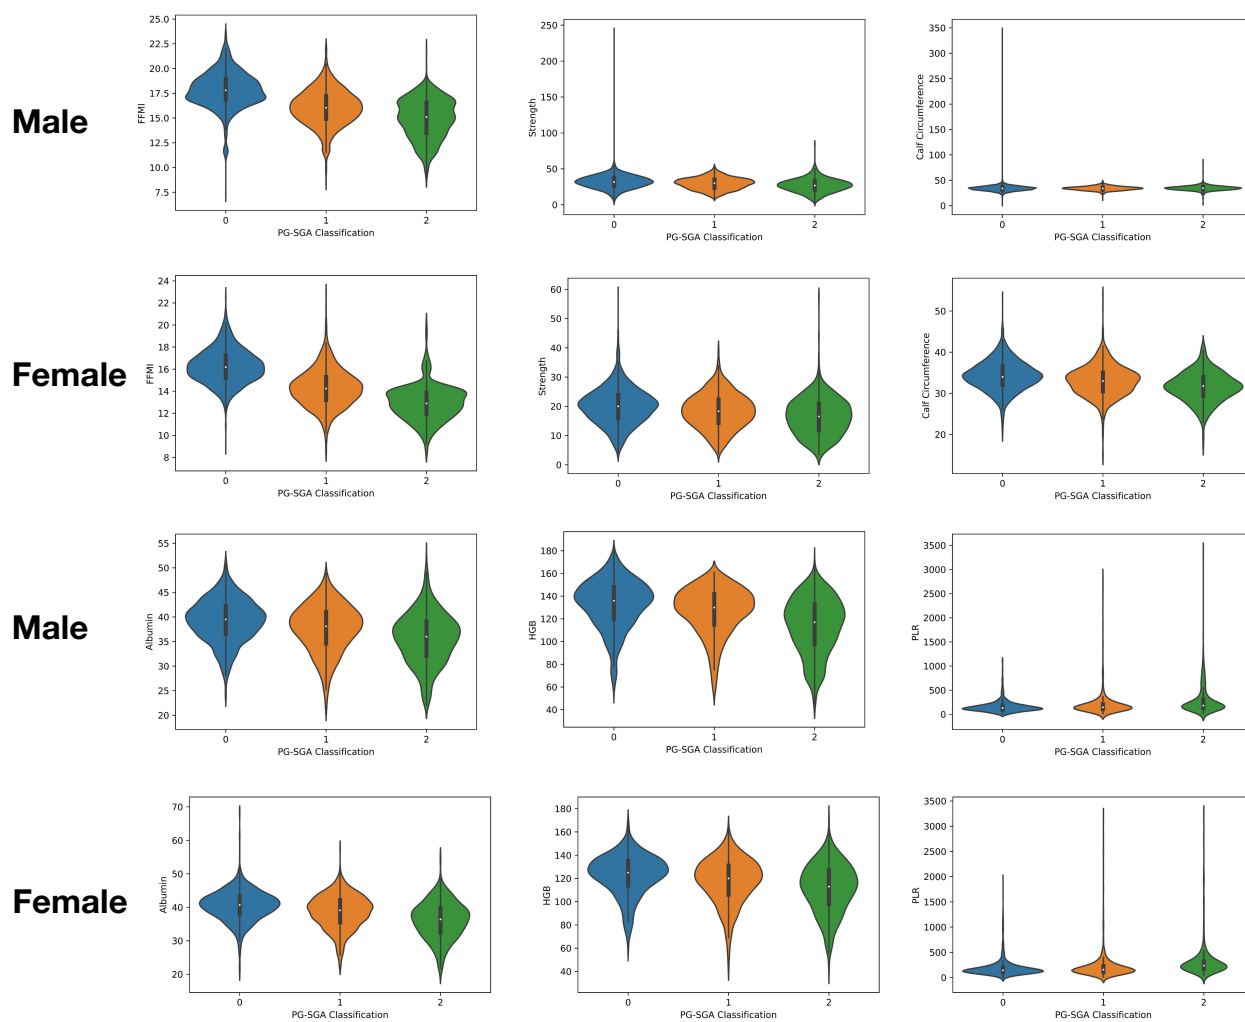 Male
FFMI
25.0
22.5
20.0
17.5
15.0
12.5
10.0
7.5
0 1 2
PG-SGA Classification
Strength
250
200
150
100
50
0
0 1 2
PG-SGA Classification
Calf Circumference
350
300
250
200
150
100
50
0
0 1 2
PG-SGA Classification
Female
FFMI
24
22
20
18
16
14
12
10
8
0 1 2
PG-SGA Classification
Strength
60
50
40
30
20
10
0
0 1 2
PG-SGA Classification
Calf Circumference
50
40
30
20
0 1 2
PG-SGA Classification
Male
Albumin
55
50
45
40
35
30
25
20
0 1 2
PG-SGA Classification
HGB
180
160
140
120
100
80
60
40
0 1 2
PG-SGA Classification
PLR
3500
3000
2500
2000
1500
1000
500
0
0 1 2
PG-SGA Classification
Female
Albumin
70
60
50
40
30
20
0 1 2
PG-SGA Classification
HGB
180
160
140
120
100
80
60
40
0 1 2
PG-SGA Classification
PLR
3500
3000
2500
2000
1500
1000
500
0
0 1 2
PG-SGA Classification